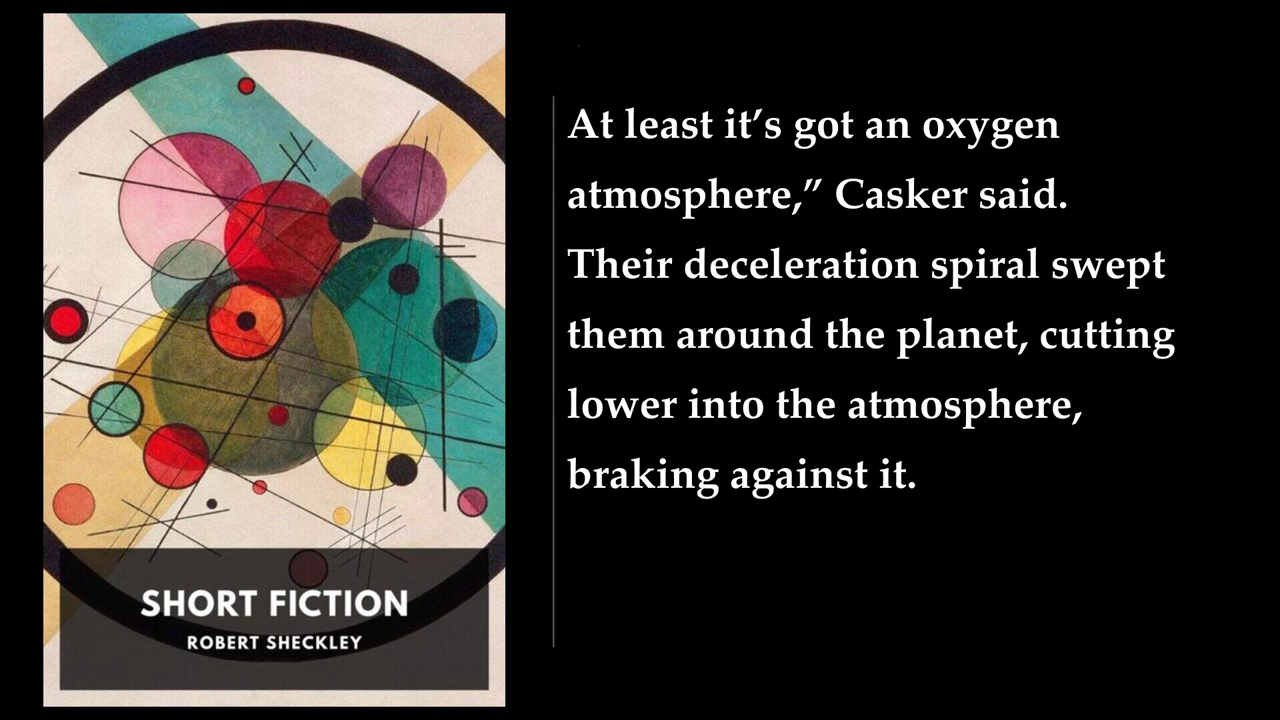 SHORT FICTION
ROBERT SHECKLEY
At least it’s got an oxygen
atmosphere,” Casker said.
Their deceleration spiral swept
them around the planet, cutting
lower into the atmosphere,
braking against it.